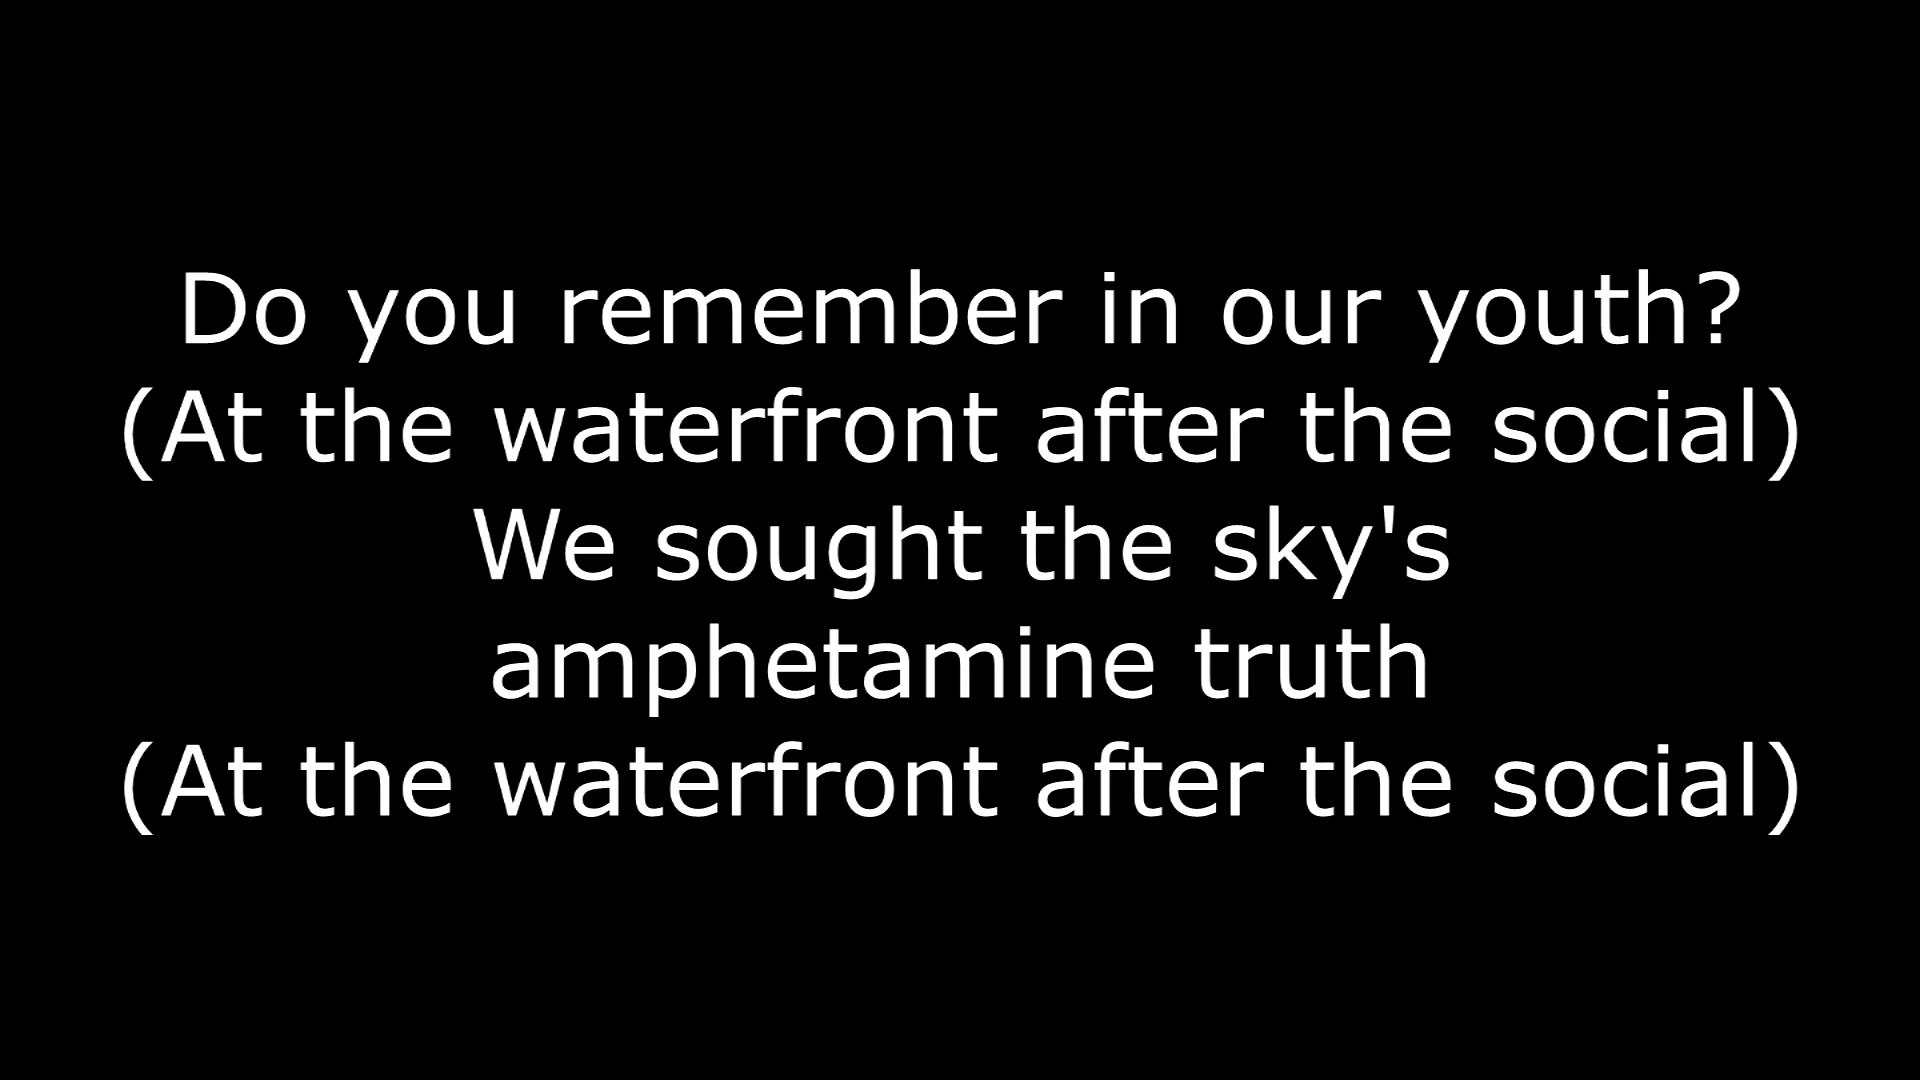 Do you remember in our youth?
(At the waterfront after the social)
We sought the sky's
amphetamine truth
(At the waterfront after the social)